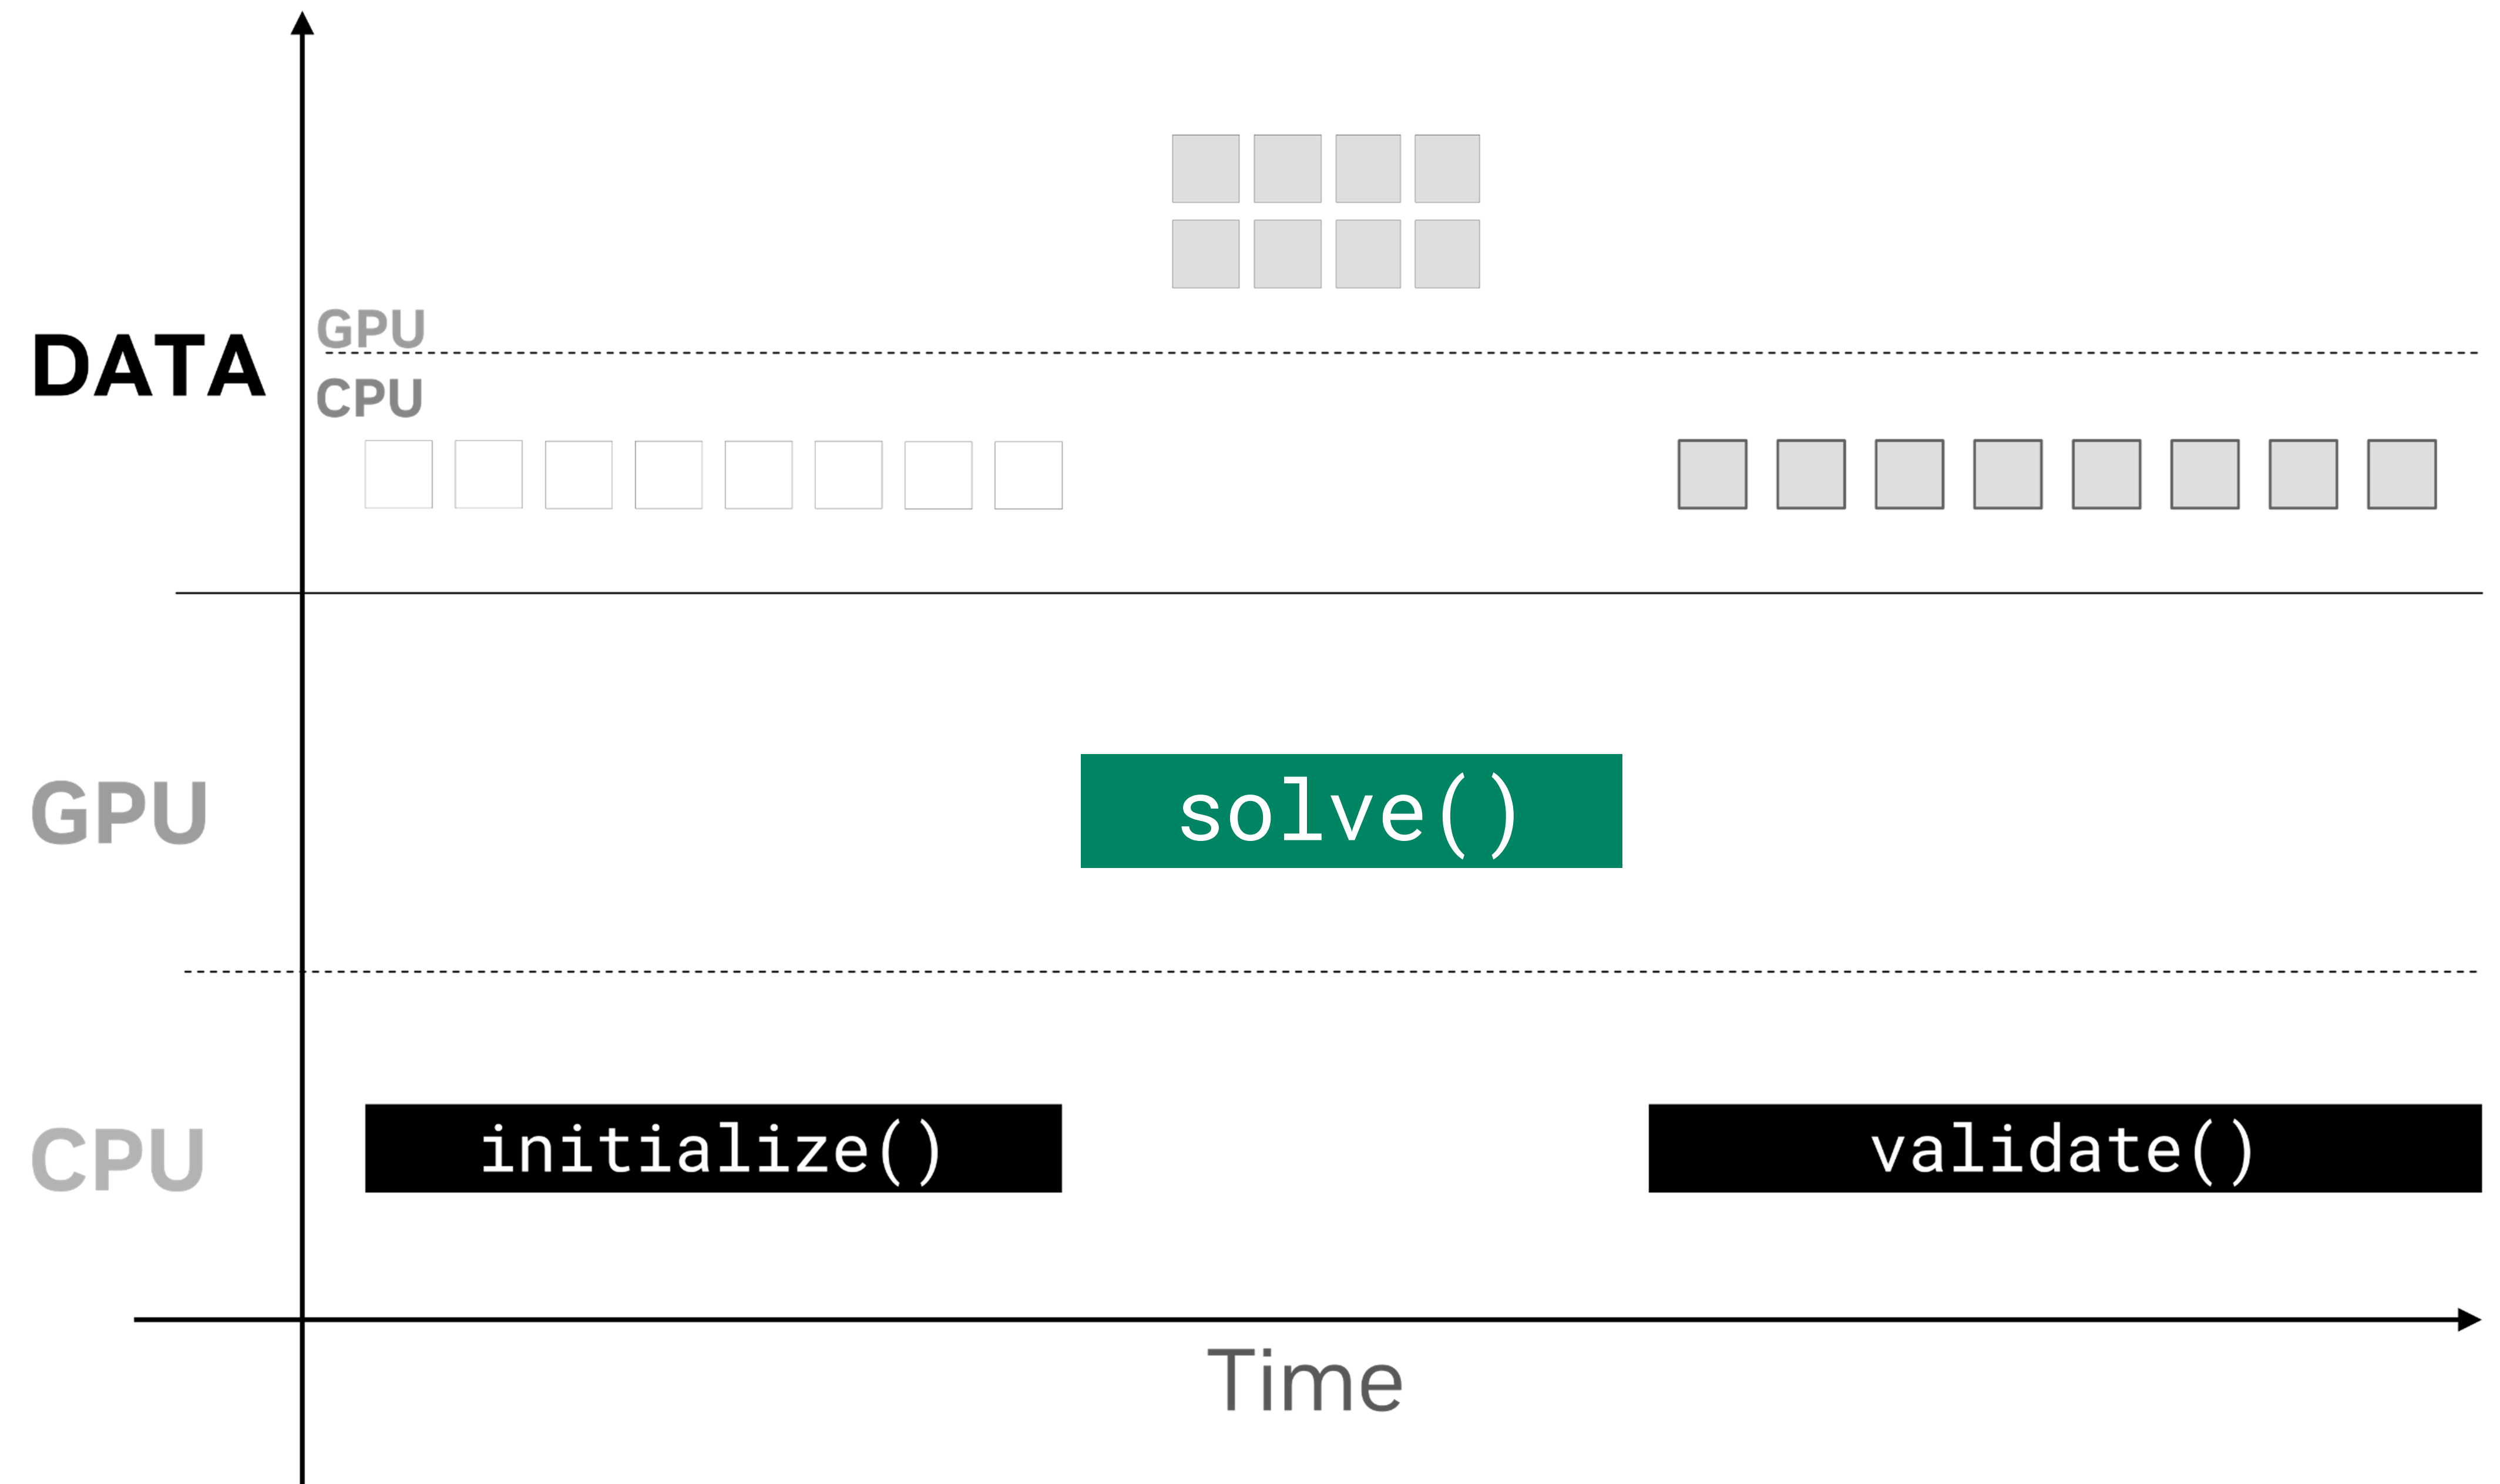 DATA
GPU
CPU
GPU
solve()
CPU
initialize()
validate()
Time